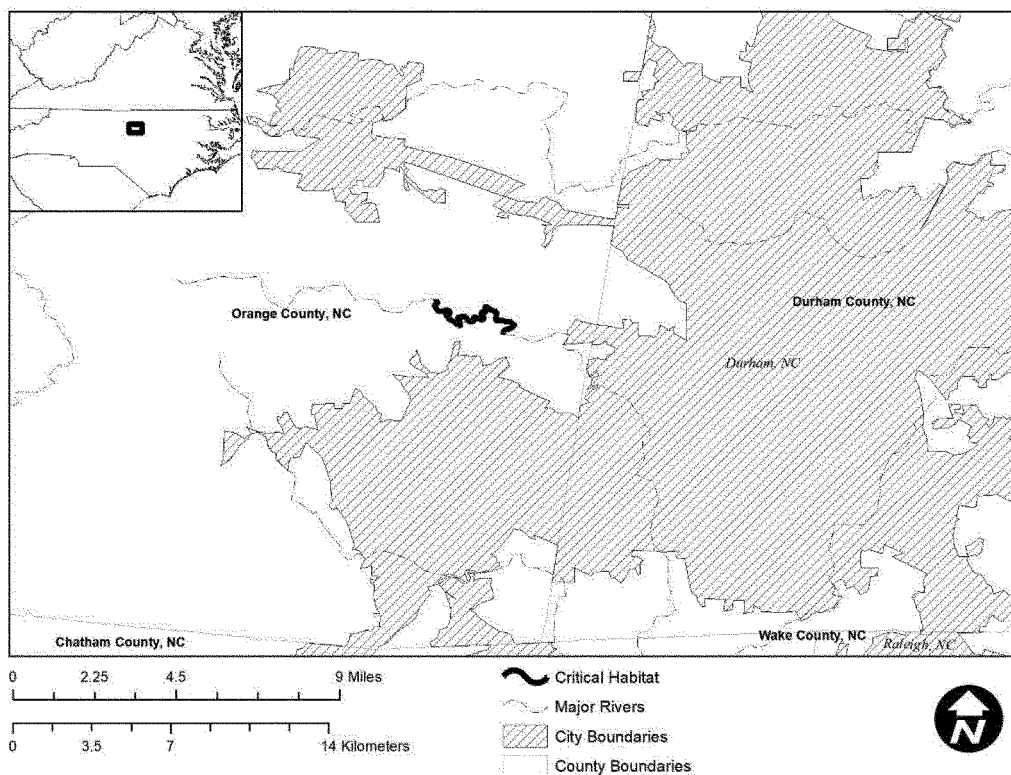 Orange County, NC
Durham County, NC
Durham, NC
Chatham County, NC
Wake County, NC
Raleigh, NC
0 2.25 4.5 9 Miles
0 3.5 7 14 Kilometers
Critical Habitat
Major Rivers
City Boundaries
County Boundaries
N